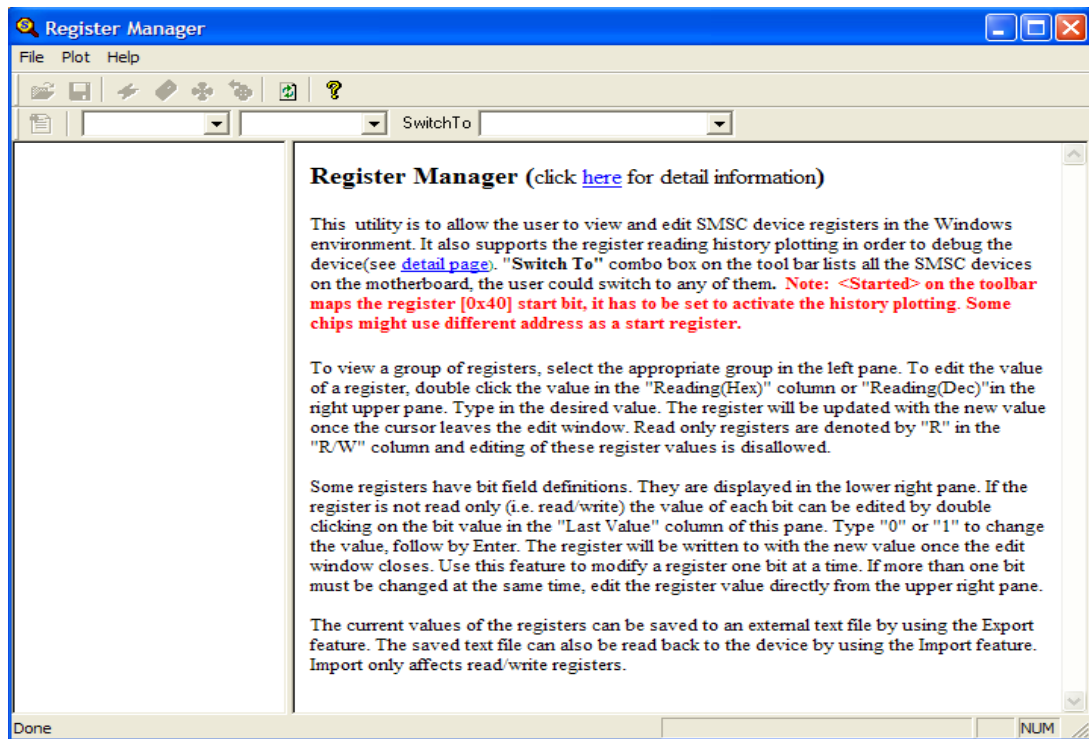 Register Manager
File Plot Help
SwitchTo
Register Manager (click here for detail information)
This utility is to allow the user to view and edit SMSC device registers in the Windows
environment. It also supports the register reading history plotting in order to debug the
device(see detail page). "Switch To" combo box on the tool bar lists all the SMSC devices
on the motherboard, the user could switch to any of them. Note: <Started> on the toolbar
maps the register [0x40] start bit, it has to be set to activate the history plotting. Some
chips might use different address as a start register.
To view a group of registers, select the appropriate group in the left pane. To edit the value
of a register, double click the value in the "Reading(Hex)" column or "Reading(Dec)"in the
right upper pane. Type in the desired value. The register will be updated with the new value
once the cursor leaves the edit window. Read only registers are denoted by "R" in the
"R/W" column and editing of these register values is disallowed.
Some registers have bit field definitions. They are displayed in the lower right pane. If the
register is not read only (i.e. read/write) the value of each bit can be edited by double
clicking on the bit value in the "Last Value" column of this pane. Type "0" or "1" to change
the value, follow by Enter. The register will be written to with the new value once the edit
window closes. Use this feature to modify a register one bit at a time. If more than one bit
must be changed at the same time, edit the register value directly from the upper right pane.
The current values of the registers can be saved to an external text file by using the Export
feature. The saved text file can also be read back to the device by using the Import feature.
Import only affects read/write registers.
Done
NUM